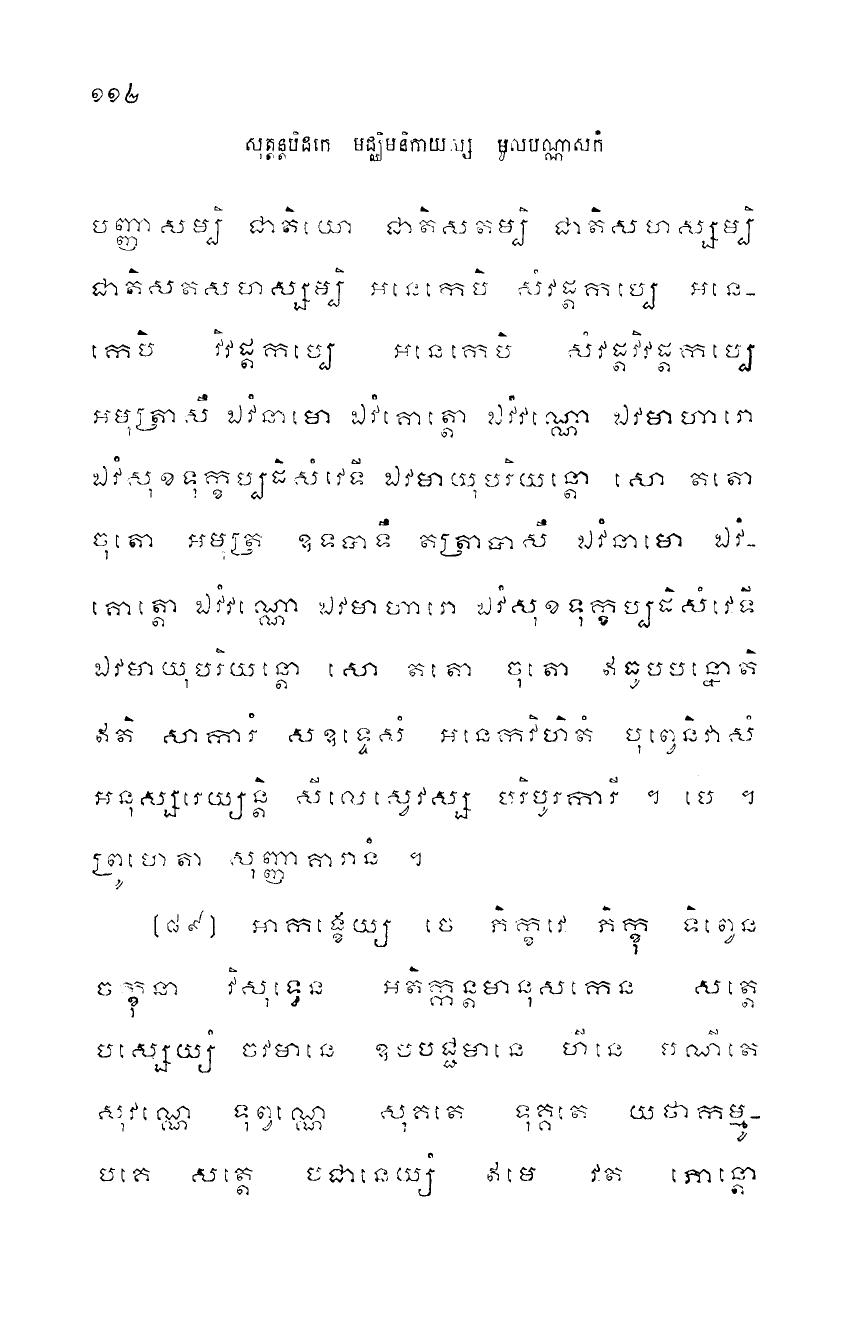 ១១៤
សុត្តន្តបិដកេ មជ្ឈិមនិកាយស្ស មូលបណ្ណាសកំ
បញ្ញាសម្បិ ជាតិយោ ជាតិសតម្បិ ជាតិសហស្សម្បិ
ជាតិសតសហស្សម្បិ អនេកេបិ សំវដ្តកប្បេ អនេ-
កេបិ វិវដ្តកប្បេ អនេកេបិ សំវដ្តវិវដ្តកប្បេ
អមុត្រាសឹ ឯវំនាមោ ឯវំគោត្តោ ឯវំវណ្ណោ ឯវមាហារោ
ឯវំសុខទុក្ខប្បដិសំវេទី ឯវមាយុបរិយន្តោ សោ តតោ
ចុតោ អមុត្រ ឧទបាទឹ តត្រាបាសឹ ឯវំនាមោ ឯវំ-
គោត្តោ ឯវំវណ្ណោ ឯវមាហារោ ឯវំសុខទុក្ខប្បដិសំវេទី
ឯវមាយុបរិយន្តោ សោ តតោ ចុតោ ឥធូបបន្នោតិ
ឥតិ សាការំ សឧទ្ទេសំ អនេកវិហិតំ បុព្វេនិវាសំ
អនុស្សរេយ្យន្តិ សីលេស្វេវស្ស បរិបូរការី ។ បេ ។
ព្រូហេតា សុញ្ញាគារានំ ។
(៨៩) អាកង្ខេយ្យ ចេ ភិក្ខវេ ភិក្ខុ ទិព្វេន
ចក្ខុនា វិសុទ្ធេន អតិក្កន្តមានុសកេន សត្តេ
បស្សេយ្យំ ចវមានេ ឧបបជ្ជមានេ ហីនេ បណីតេ
សុវណ្ណេ ទុព្វណ្ណេ សុគតេ ទុគ្គតេ យថាកម្មូ-
បគេ សត្តេ បជានេយ្យំ ឥមេ វត ភោន្តោ